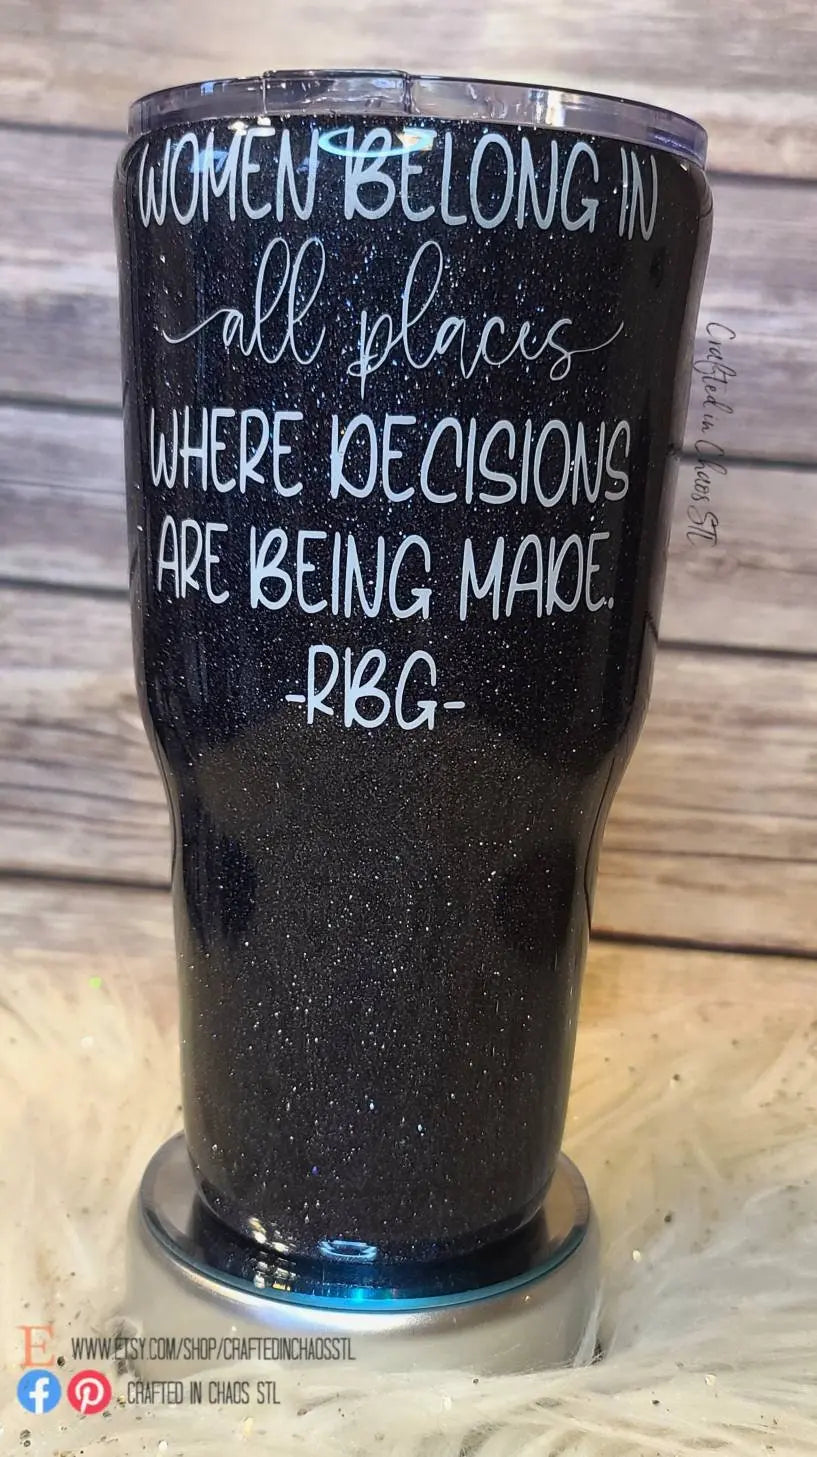 WOMEN BELONG IN
all places
WHERE DECISIONS
ARE BEING MADE.
-RBG-
Crafted in Chaos STL
E WWW.ETSY.COM/SHOP/CRAFTEDINCHAOSSTL
CRAFTED IN CHAOS STL